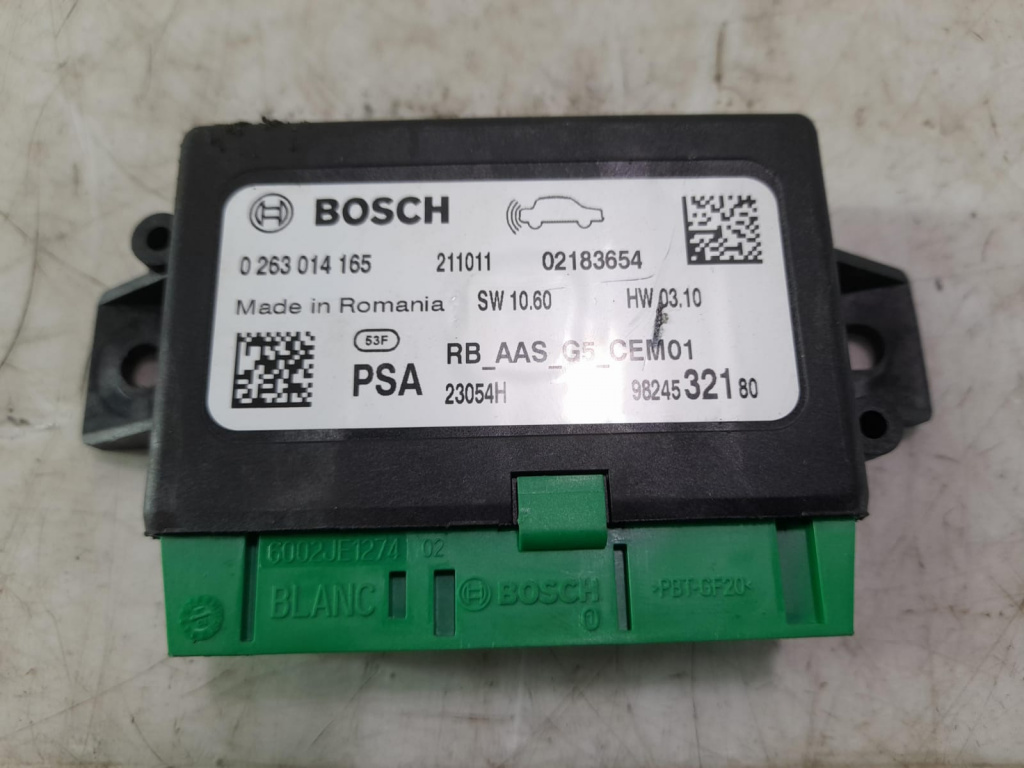 BOSCH
0 263 014 165 211011 02183654
Made in Romania SW 10.60 HW 03.10
53F RB_AAS_G5_CEM01
PSA 23054H 98245 321 80
6002JE1274 02
BLANC BOSCH >PBT-GF20<
0